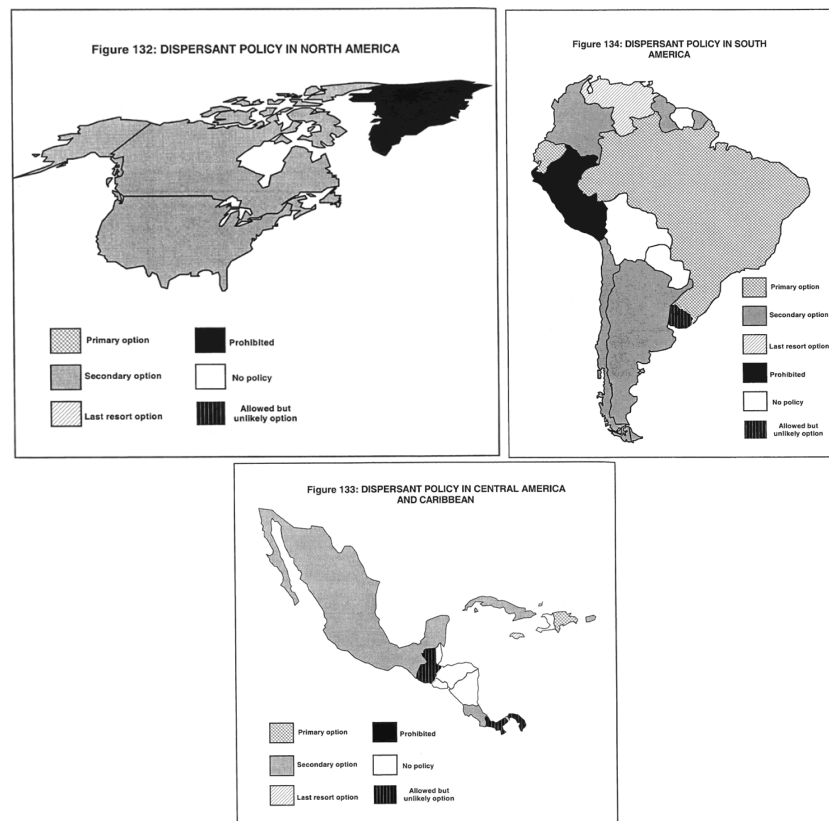 Figure 132: DISPERSANT POLICY IN NORTH AMERICA
Primary option
Secondary option
Last resort option
Prohibited
No policy
Allowed but
unlikely option
Figure 134: DISPERSANT POLICY IN SOUTH
AMERICA
Primary option
Secondary option
Last resort option
Prohibited
No policy
Allowed but
unlikely option
Figure 133: DISPERSANT POLICY IN CENTRAL AMERICA
AND CARIBBEAN
Primary option
Secondary option
Last resort option
Prohibited
No policy
Allowed but
unlikely option